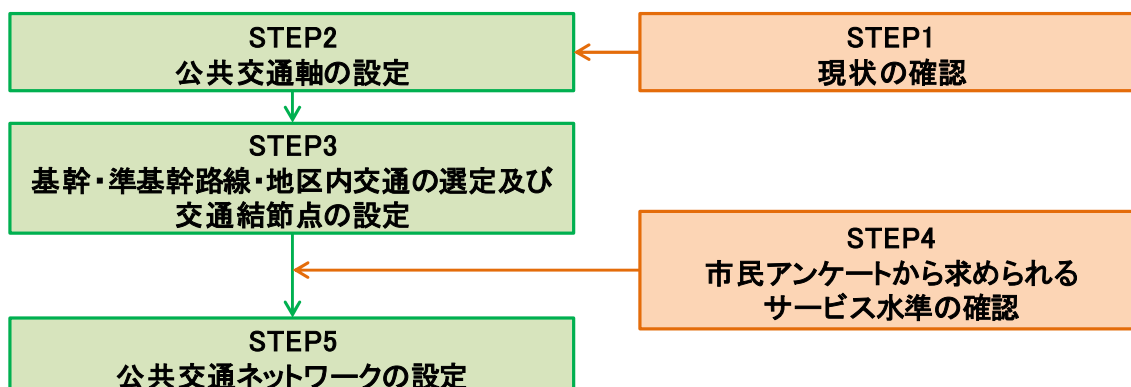 STEP2
公共交通軸の設定
STEP1
現状の確認
STEP3
基幹・準基幹路線・地区内交通の選定及び
交通結節点の設定
STEP4
市民アンケートから求められる
サービス水準の確認
STEP5
公共交通ネットワークの設定